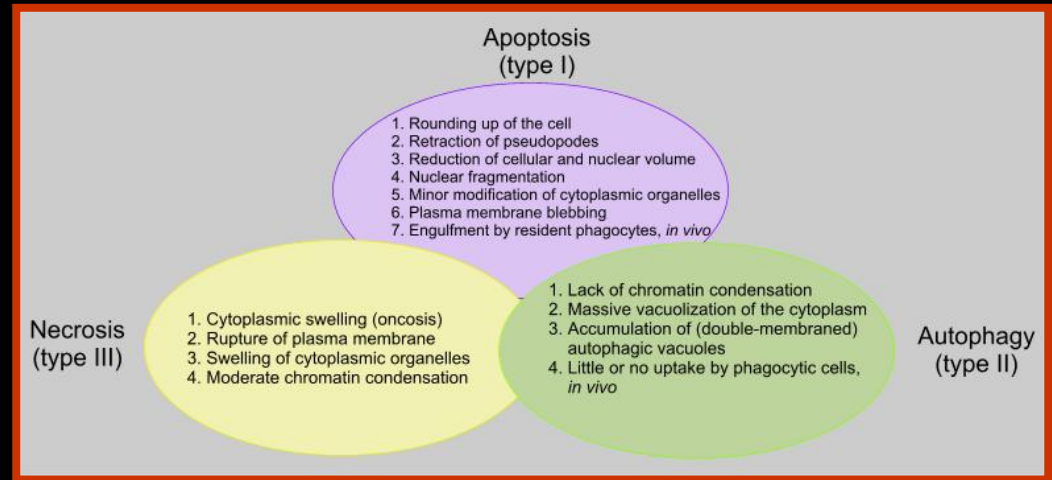 Apoptosis
(type I)
1. Rounding up of the cell
2. Retraction of pseudopodes
3. Reduction of cellular and nuclear volume
4. Nuclear fragmentation
5. Minor modification of cytoplasmic organelles
6. Plasma membrane blebbing
7. Engulfment by resident phagocytes, in vivo
Necrosis
(type III)
1. Cytoplasmic swelling (oncosis)
2. Rupture of plasma membrane
3. Swelling of cytoplasmic organelles
4. Moderate chromatin condensation
1. Lack of chromatin condensation
2. Massive vacuolization of the cytoplasm
3. Accumulation of (double-membraned)
autophagic vacuoles
4. Little or no uptake by phagocytic cells,
in vivo
Autophagy
(type II)